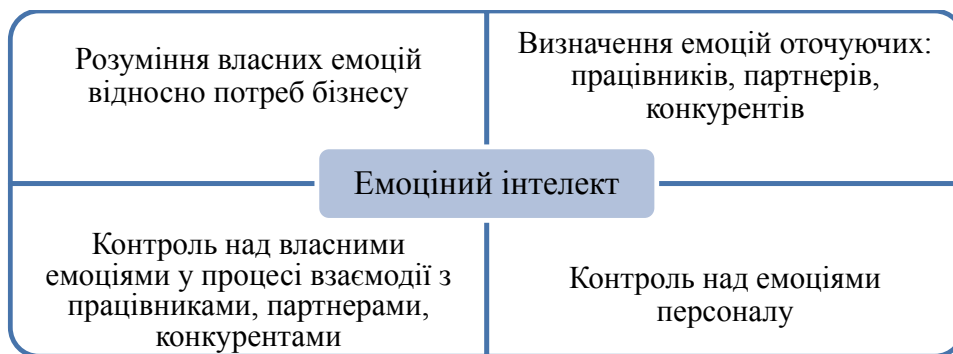 Розуміння власних емоцій
відносно потреб бізнесу
Визначення емоцій оточуючих:
працівників, партнерів,
конкурентів
Емоціний інтелект
Контроль над власними
емоціями у процесі взаємодії з
працівниками, партнерами,
конкурентами
Контроль над емоціями
персоналу